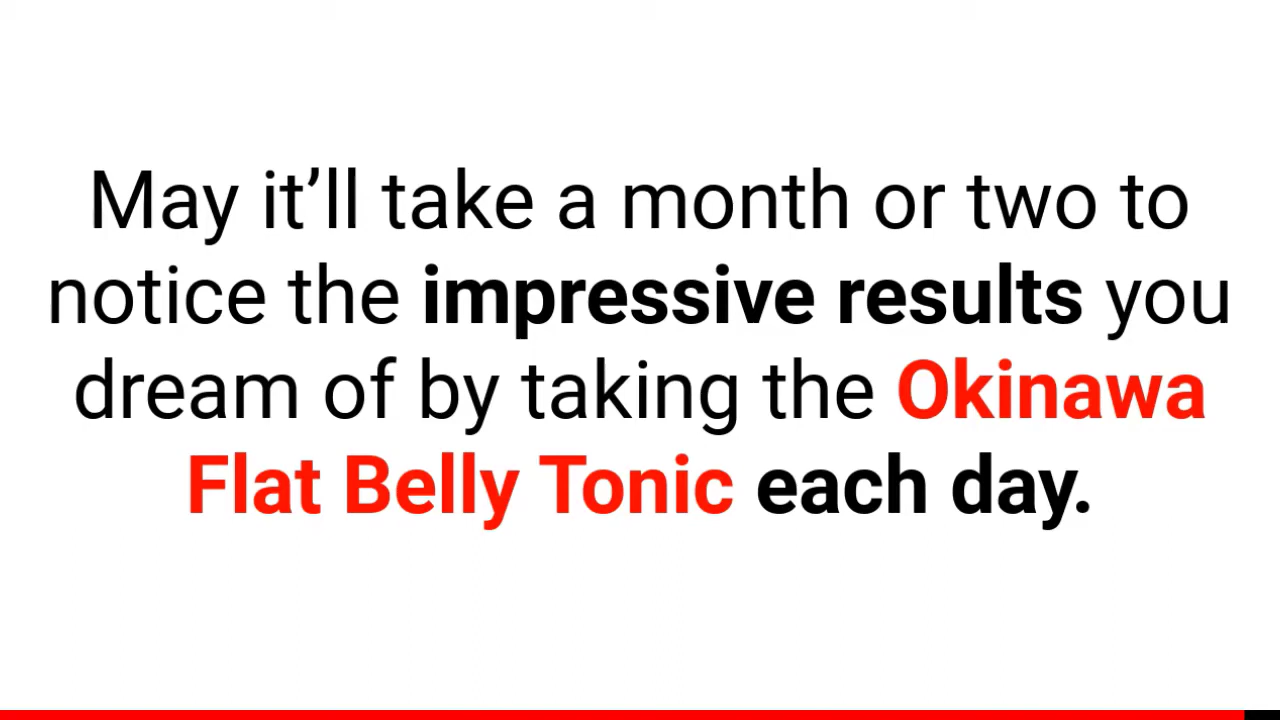 May it’ll take a month or two to
notice the impressive results you
dream of by taking the Okinawa
Flat Belly Tonic each day.